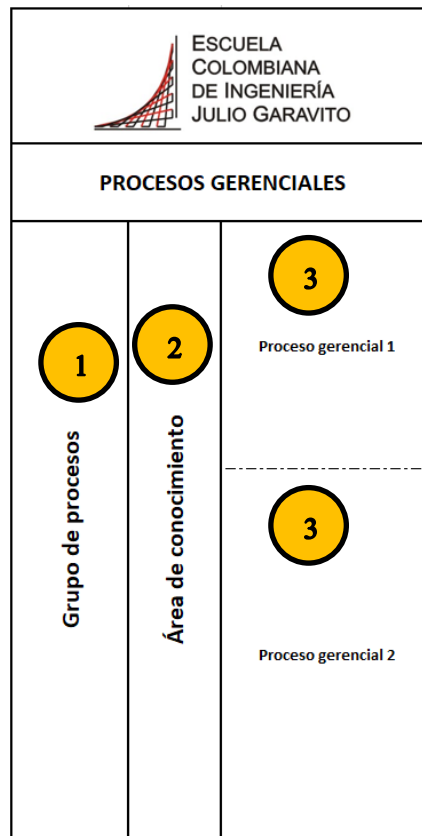 ESCUELA
COLOMBIANA
DE INGENIERÍA
JULIO GARAVITO
PROCESOS GERENCIALES
1
Grupo de procesos
2
Área de conocimiento
3
Proceso gerencial 1
3
Proceso gerencial 2